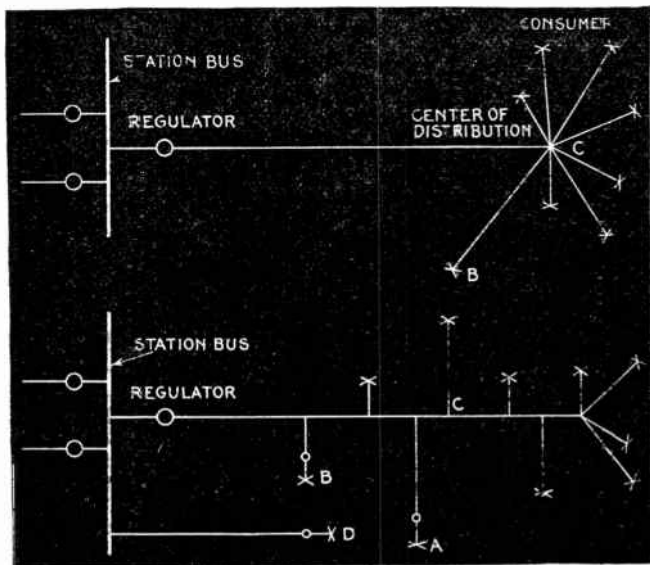 CONSUMER
STATION BUS
REGULATOR
CENTER OF
DISTRIBUTION
C
B
STATION BUS
REGULATOR
C
B
D
A